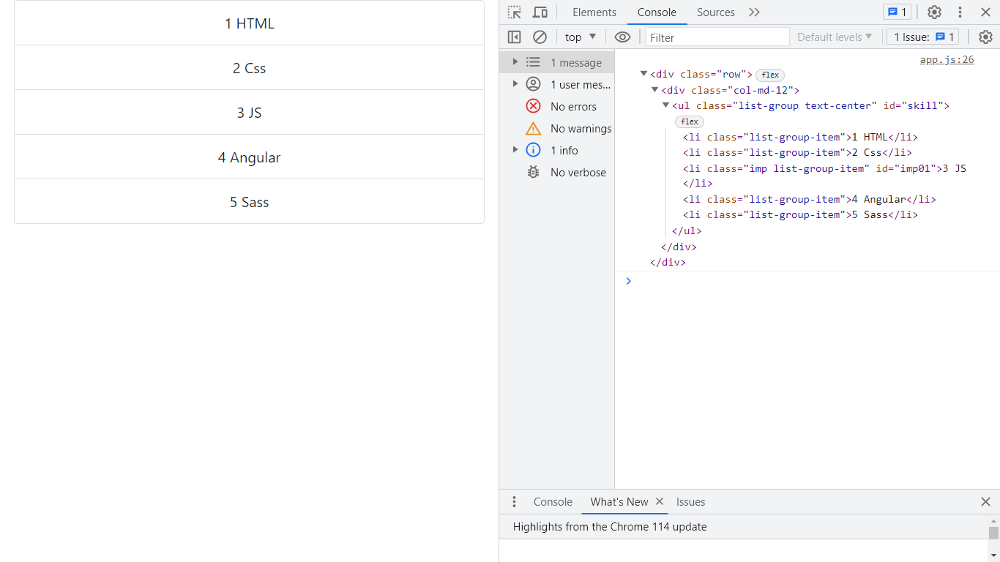 1 HTML
2 Css
3 JS
4 Angular
5 Sass
Elements Console Sources 1
top Filter Default levels 1 Issue: 1
1 message
1 user mes...
No errors
No warnings
1 info
No verbose
app.js:26
<div class="row"> flex
<div class="col-md-12">
<ul class="list-group text-center" id="skill">
flex
<li class="list-group-item">1 HTML</li>
<li class="list-group-item">2 Css</li>
<li class="imp list-group-item" id="imp01">3 JS
</li>
<li class="list-group-item">4 Angular</li>
<li class="list-group-item">5 Sass</li>
</ul>
</div>
</div>
Console What's New Issues
Highlights from the Chrome 114 update